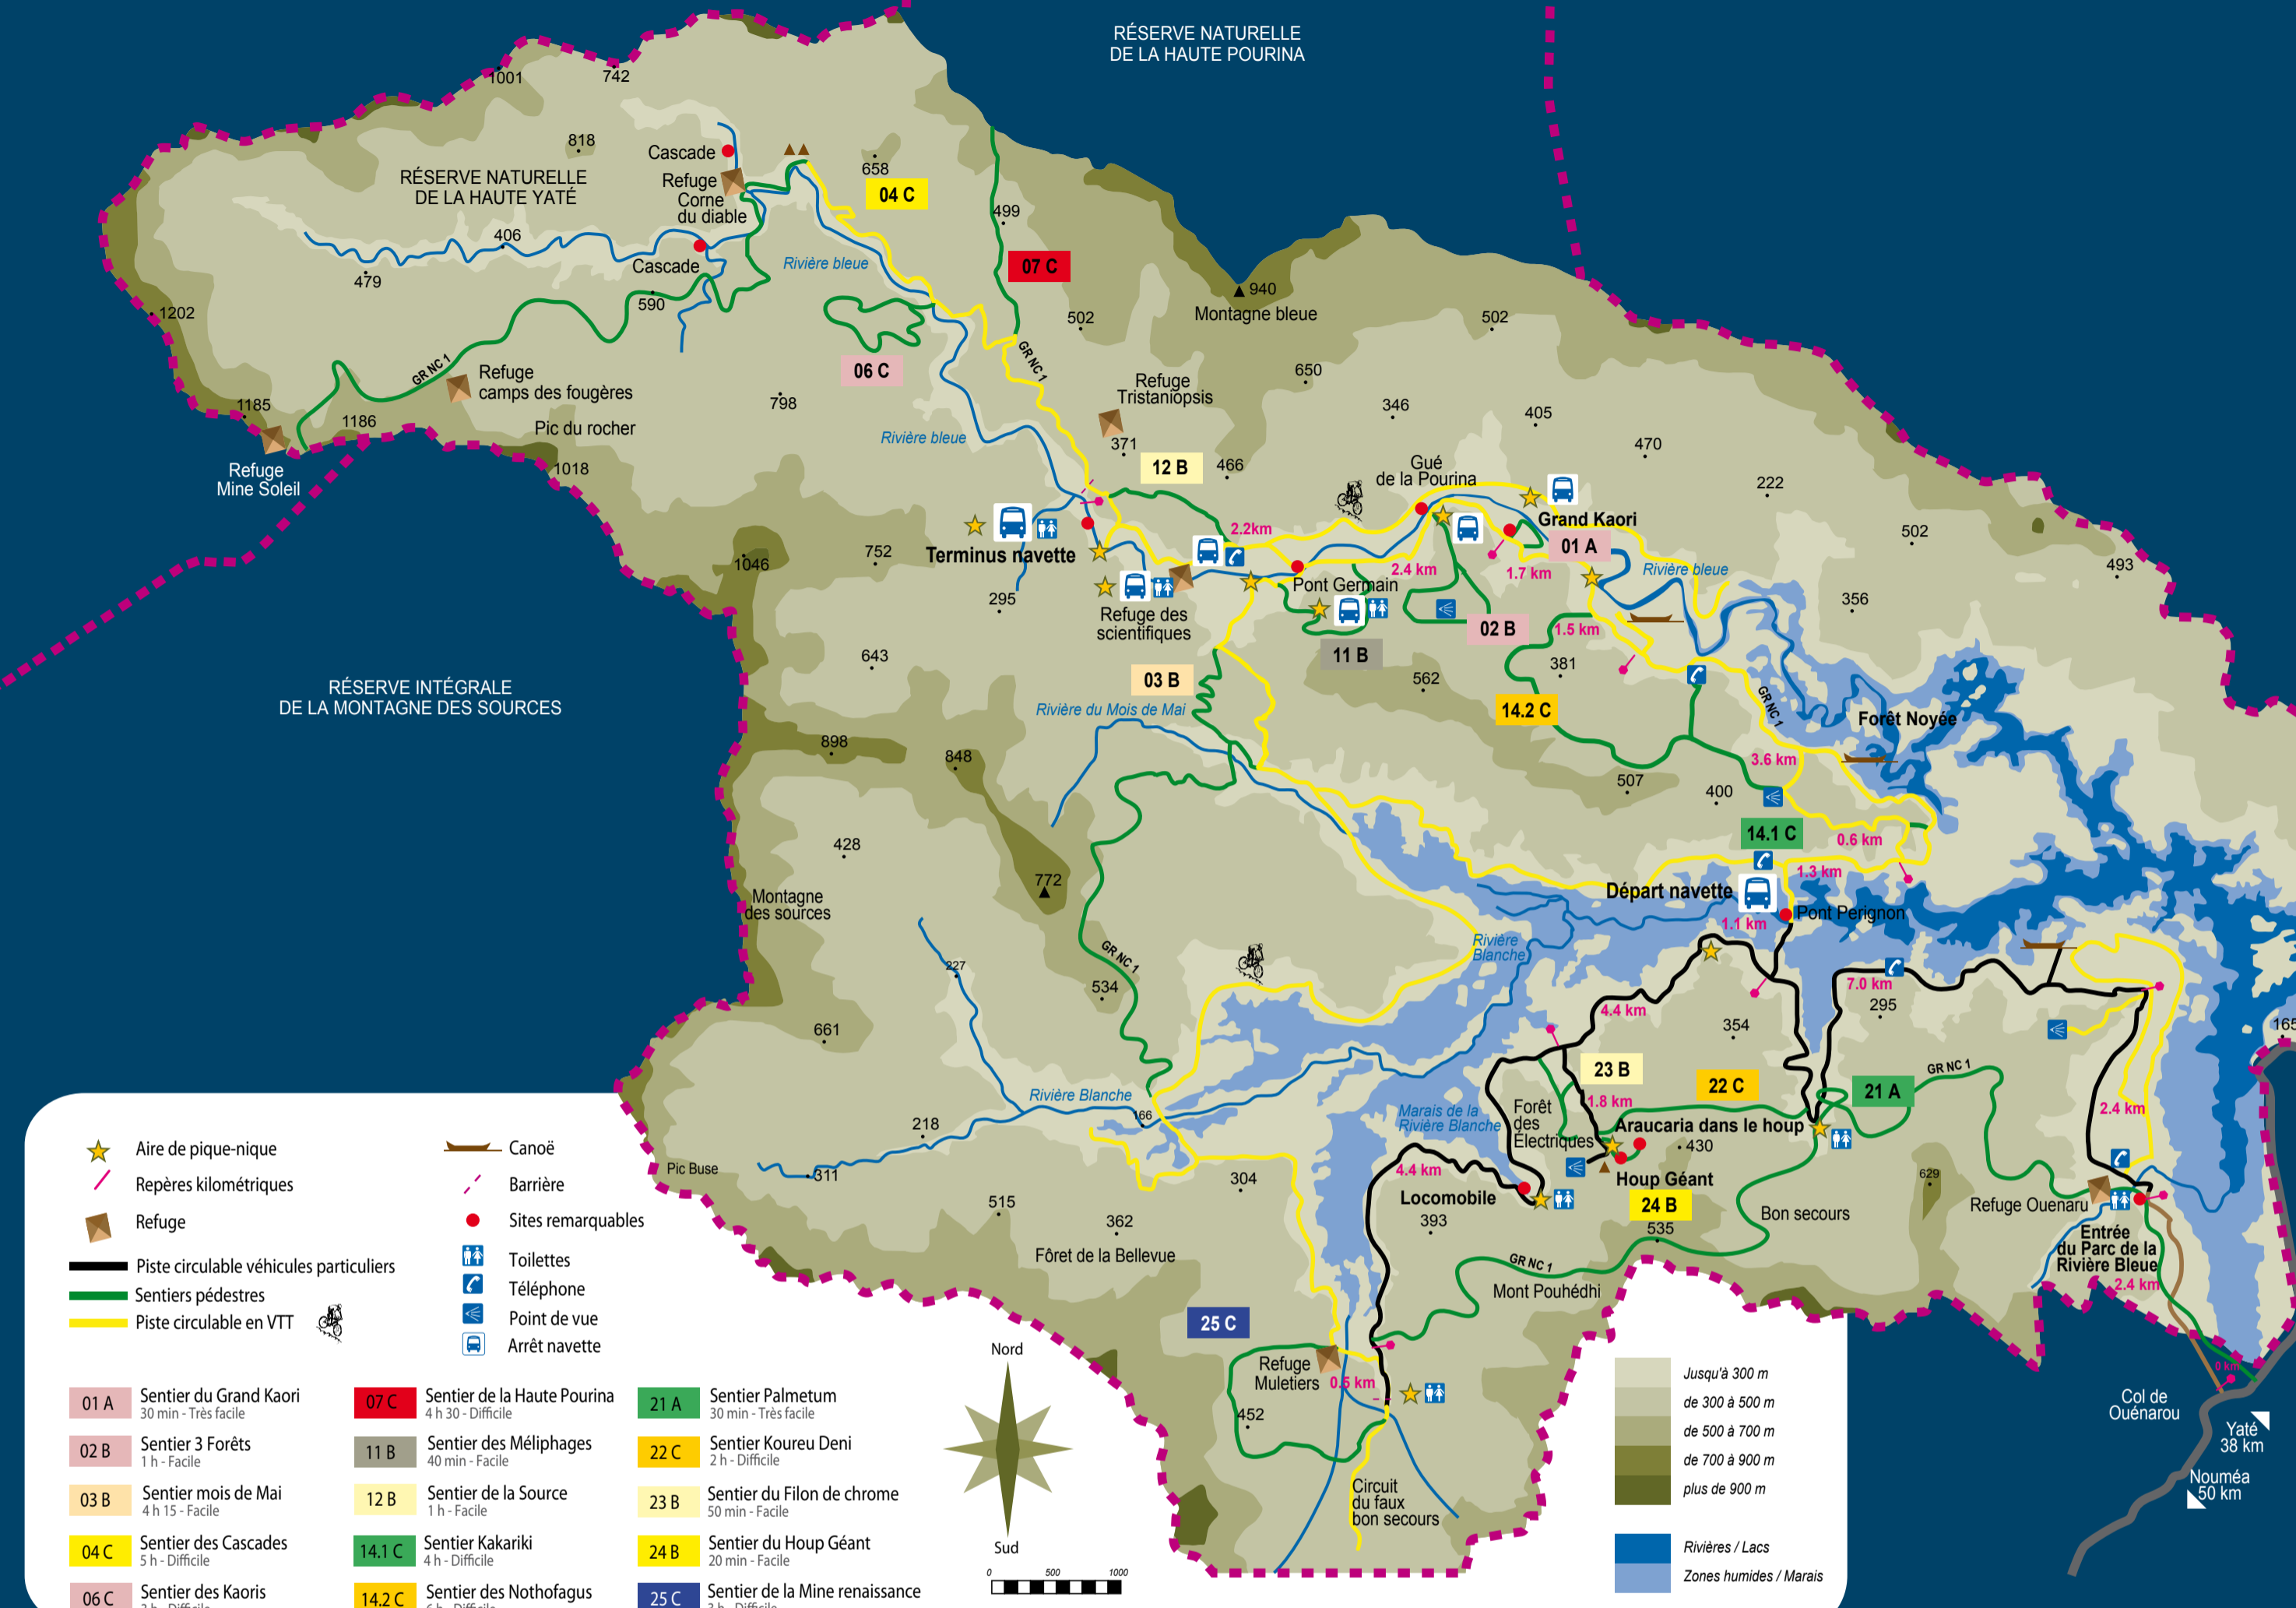 RÉSERVE NATURELLE
DE LA HAUTE POURINA
1001
742
818
Cascade
658
RÉSERVE NATURELLE
DE LA HAUTE YATÉ
Refuge
Corne
du diable
04 C
499
406
Cascade
Rivière bleue
07 C
479
590
940
Montagne bleue
1202
502
502
GR NC 1
06 C
GR NC 1
Refuge
camps des fougères
650
Refuge
Tristaniopsis
1185
1186
798
346
405
Pic du rocher
Rivière bleue
371
470
Refuge
Mine Soleil
1018
12 B
466
Gué
de la Pourina
222
Grand Kaori
2.2km
502
752
Terminus navette
01 A
1046
2.4 km
1.7 km
Rivière bleue
493
Pont Germain
295
356
Refuge des
scientifiques
02 B
1.5 km
643
11 B
381
03 B
562
RÉSERVE INTÉGRALE
DE LA MONTAGNE DES SOURCES
Rivière du Mois de Mai
14.2 C
GR NC 1
Forêt Noyée
898
848
3.6 km
507
400
428
14.1 C
0.6 km
772
1.3 km
Départ navette
Montagne
des sources
Pont Perignon
1.1 km
Rivière
Blanche
GR NC 1
227
534
7.0 km
295
4.4 km
661
354
165
23 B
22 C
21 A
GR NC 1
Rivière Blanche
166
Marais de la
Rivière Blanche
Forêt
des
Électriques
1.8 km
2.4 km
218
Araucaria dans le houp
430
Pic Buse
311
304
4.4 km
Houp Géant
629
Locomobile
24 B
Refuge Ouenaru
515
362
393
Bon secours
Entrée
du Parc de la
Rivière Bleue
Fôret de la Bellevue
535
GR NC 1
Mont Pouhédhi
2.4 km
25 C
Refuge
Muletiers
0.5 km
0 km
452
Col de
Ouénarou
Yaté
38 km
Nouméa
50 km
Circuit
du faux
bon secours
Aire de pique-nique
Repères kilométriques
Refuge
Piste circulable véhicules particuliers
Sentiers pédestres
Piste circulable en VTT
Canoë
Barrière
Sites remarquables
Toilettes
Téléphone
Point de vue
Arrêt navette
01 A Sentier du Grand Kaori
30 min - Très facile
02 B Sentier 3 Forêts
1 h - Facile
03 B Sentier mois de Mai
4 h 15 - Facile
04 C Sentier des Cascades
5 h - Difficile
06 C Sentier des Kaoris
07 C Sentier de la Haute Pourina
4 h 30 - Difficile
11 B Sentier des Méliphages
40 min - Facile
12 B Sentier de la Source
1 h - Facile
14.1 C Sentier Kakariki
4 h - Difficile
14.2 C Sentier des Nothofagus
21 A Sentier Palmetum
30 min - Très facile
22 C Sentier Koureu Deni
2 h - Difficile
23 B Sentier du Filon de chrome
50 min - Facile
24 B Sentier du Houp Géant
20 min - Facile
25 C Sentier de la Mine renaissance
Nord
Sud
0 500 1000
Jusqu'à 300 m
de 300 à 500 m
de 500 à 700 m
de 700 à 900 m
plus de 900 m
Rivières / Lacs
Zones humides / Marais